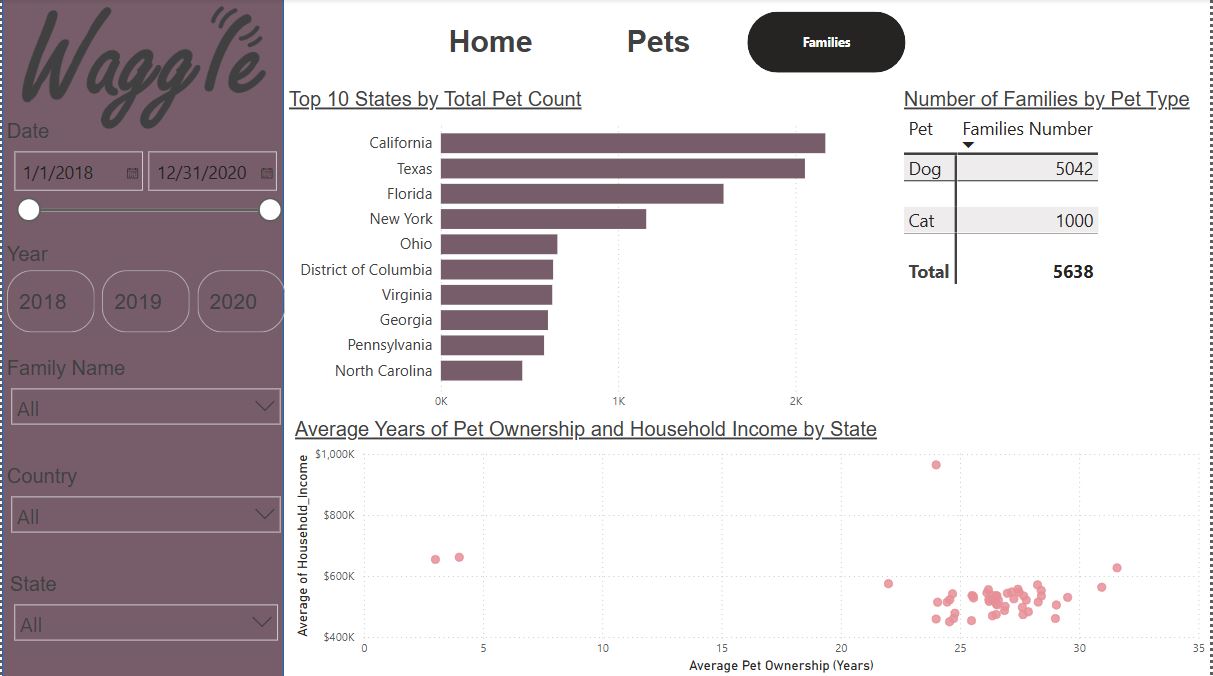 Waggle
Home Pets Families
Date
1/1/2018 12/31/2020
Year
2018 2019 2020
Family Name
All
Country
All
State
All
Top 10 States by Total Pet Count
California
Texas
Florida
New York
Ohio
District of Columbia
Virginia
Georgia
Pennsylvania
North Carolina
0K 1K 2K
Number of Families by Pet Type
Pet Families Number
Dog 5042
Cat 1000
Total 5638
Average Years of Pet Ownership and Household Income by State
Average of Household_Income
$1,000K
$800K
$600K
$400K
0 5 10 15 20 25 30 35
Average Pet Ownership (Years)